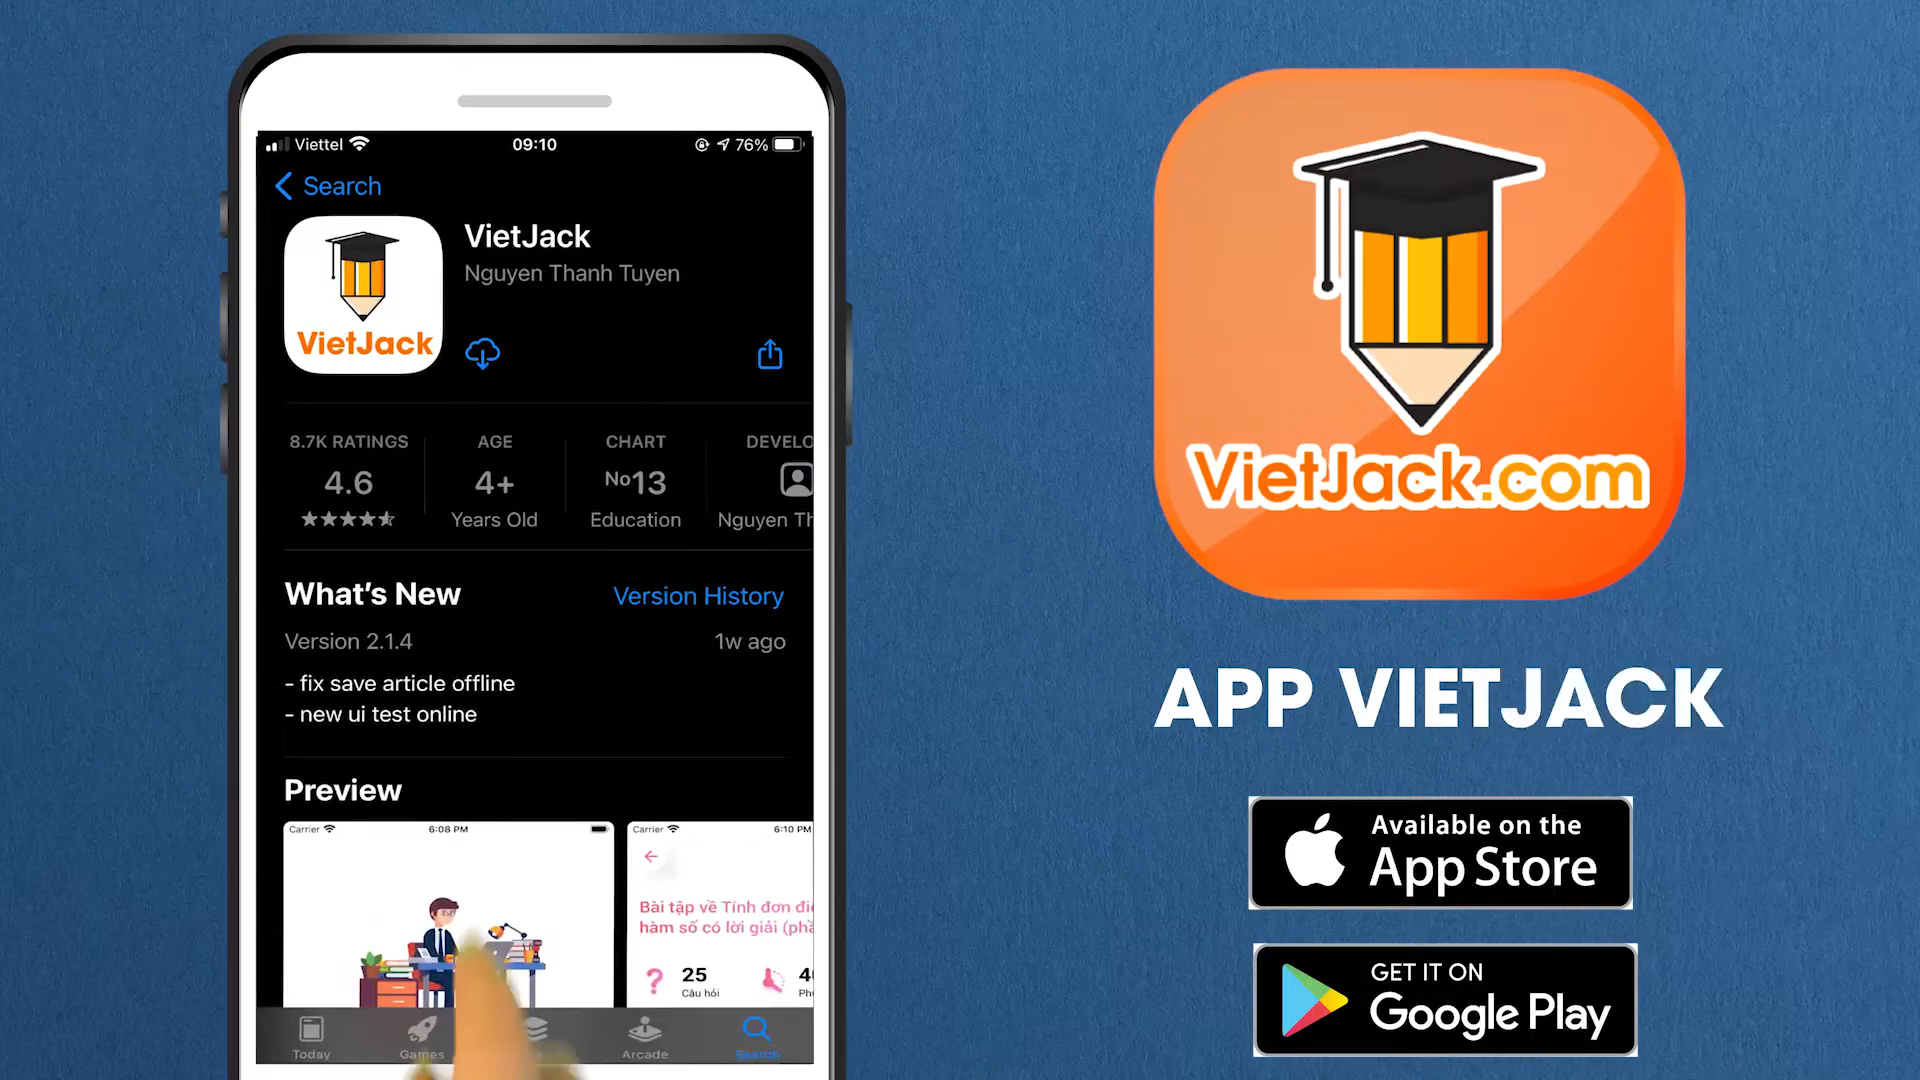 Viettel
09:10
76%
Search
VietJack
Nguyen Thanh Tuyen
VietJack
8.7K RATINGS
4.6
AGE
4+
Years Old
CHART
No13
Education
DEVELO
Nguyen Th
What's New
Version History
Version 2.1.4
1w ago
- fix save article offline
- new ui test online
Preview
Carrier
6:08 PM
Carrier
6:10 PM
Bài tập về Tính đơn đi
hàm số có lời giải (phầ
25
Câu hỏi
Today
Games
Arcade
Search
VietJack.com
APP VIETJACK
Available on the
App Store
GET IT ON
Google Play